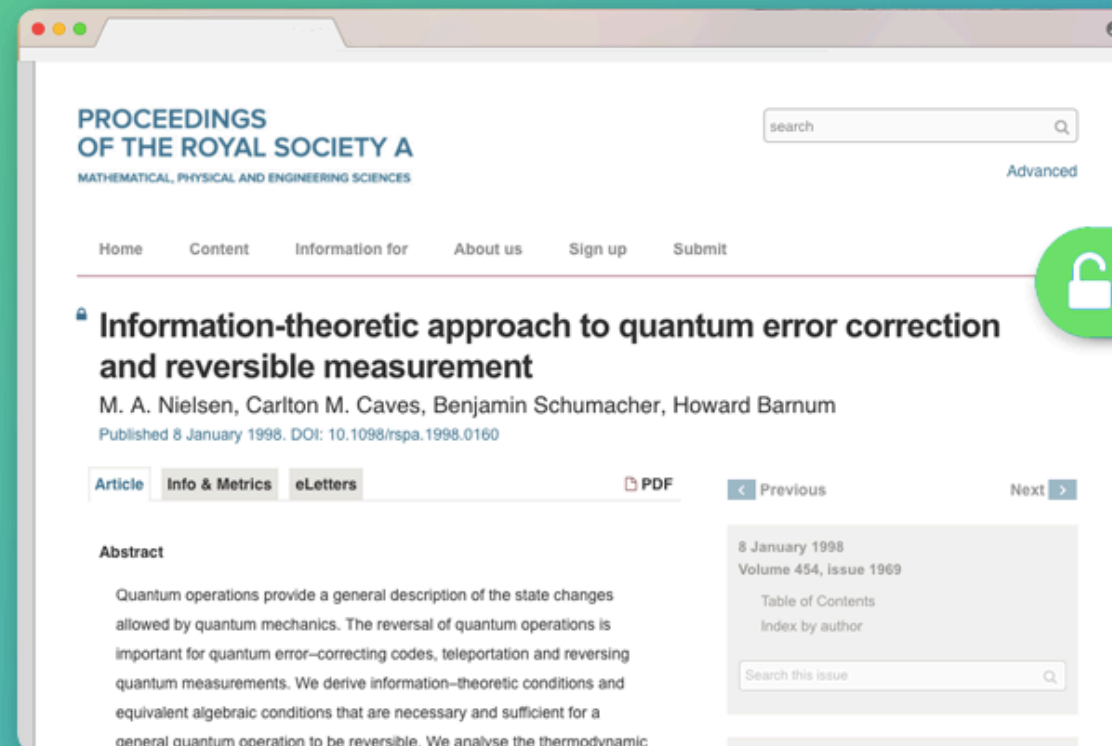 PROCEEDINGS
OF THE ROYAL SOCIETY A
MATHEMATICAL, PHYSICAL AND ENGINEERING SCIENCES
search
Advanced
Home Content Information for About us Sign up Submit
Information-theoretic approach to quantum error correction
and reversible measurement
M. A. Nielsen, Carlton M. Caves, Benjamin Schumacher, Howard Barnum
Published 8 January 1998. DOI: 10.1098/rspa.1998.0160
Article Info & Metrics eLetters PDF
Abstract
Quantum operations provide a general description of the state changes
allowed by quantum mechanics. The reversal of quantum operations is
important for quantum error–correcting codes, teleportation and reversing
quantum measurements. We derive information–theoretic conditions and
equivalent algebraic conditions that are necessary and sufficient for a
general quantum operation to be reversible. We analyse the thermodynamic
Previous Next
8 January 1998
Volume 454, issue 1969
Table of Contents
Index by author
Search this issue